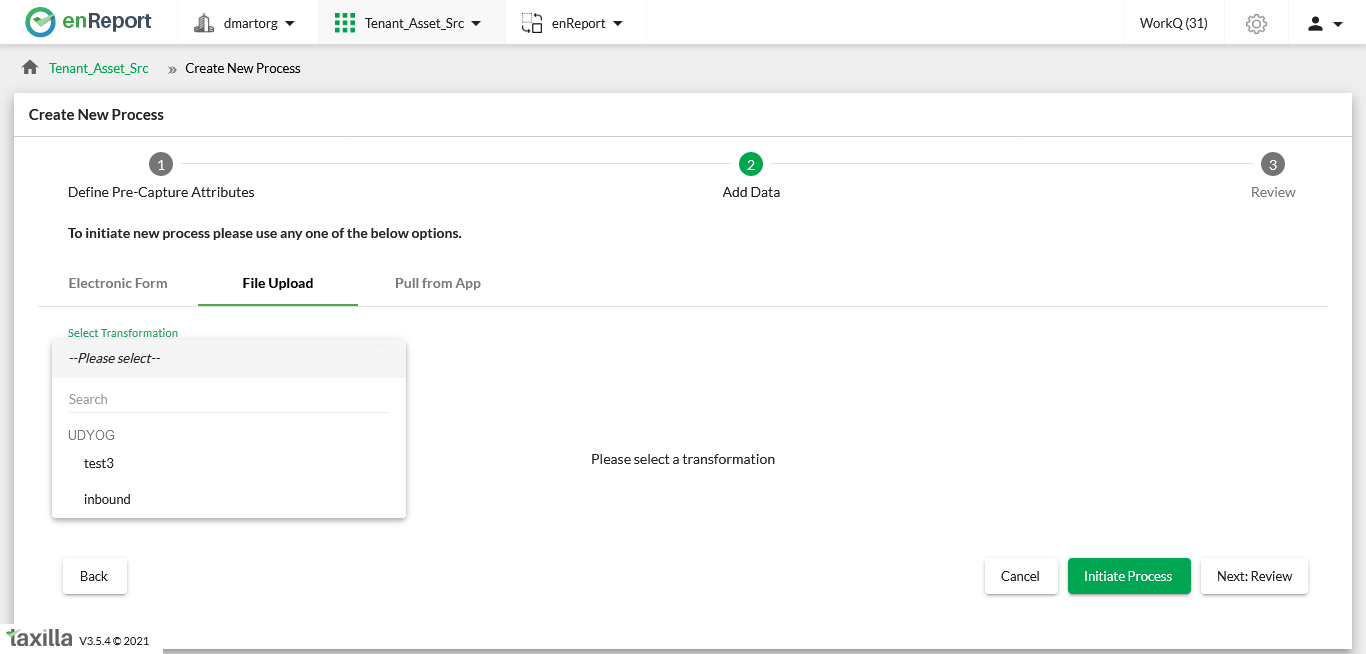 enReport dmartorg Tenant_Asset_Src enReport WorkQ (31)
Tenant_Asset_Src » Create New Process
Create New Process
1 2 3
Define Pre-Capture Attributes Add Data Review
To initiate new process please use any one of the below options.
Electronic Form File Upload Pull from App
Select Transformation
--Please select--
Search
UDYOG
test3
Please select a transformation
inbound
Back Cancel Initiate Process Next: Review
taxilla V3.5.4 © 2021